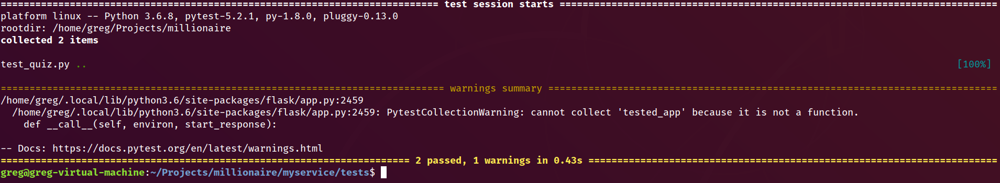 ============================================================================ test session starts ============================================================================
platform linux -- Python 3.6.8, pytest-5.2.1, py-1.8.0, pluggy-0.13.0
rootdir: /home/greg/Projects/millionaire
collected 2 items

test_quiz.py .. [100%]

============================================================================= warnings summary ==============================================================================
/home/greg/.local/lib/python3.6/site-packages/flask/app.py:2459
  /home/greg/.local/lib/python3.6/site-packages/flask/app.py:2459: PytestCollectionWarning: cannot collect 'tested_app' because it is not a function.
    def __call__(self, environ, start_response):

-- Docs: https://docs.pytest.org/en/latest/warnings.html
======================================================================= 2 passed, 1 warnings in 0.43s =======================================================================
greg@greg-virtual-machine:~/Projects/millionaire/myservice/tests$